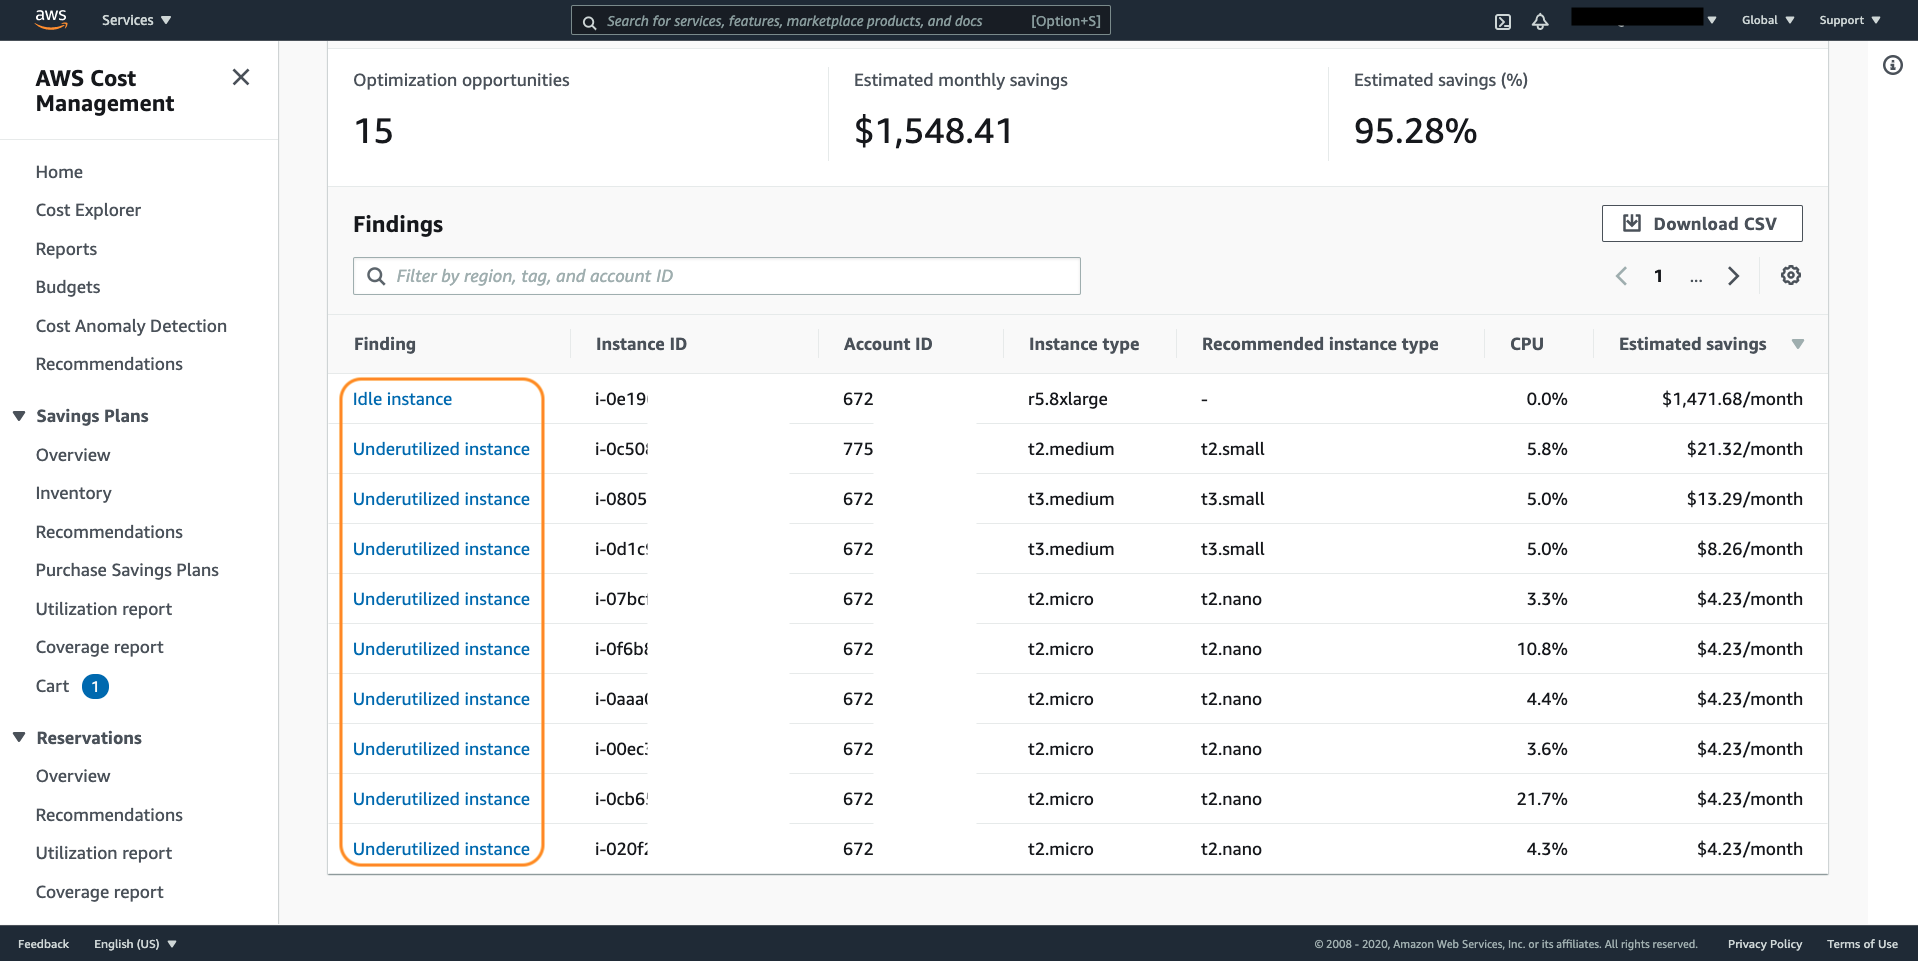 aws Services Search for services, features, marketplace products, and docs [Option+S] Global Support
AWS Cost Management
Home
Cost Explorer
Reports
Budgets
Cost Anomaly Detection
Recommendations
Savings Plans
Overview
Inventory
Recommendations
Purchase Savings Plans
Utilization report
Coverage report
Cart 1
Reservations
Overview
Recommendations
Utilization report
Coverage report
Optimization opportunities Estimated monthly savings Estimated savings (%)
15 $1,548.41 95.28%
Findings Download CSV
Filter by region, tag, and account ID 1 ...
Finding Instance ID Account ID Instance type Recommended instance type CPU Estimated savings
Idle instance i-0e19 672 r5.8xlarge - 0.0% $1,471.68/month
Underutilized instance i-0c50 775 t2.medium t2.small 5.8% $21.32/month
Underutilized instance i-0805 672 t3.medium t3.small 5.0% $13.29/month
Underutilized instance i-0d1c 672 t3.medium t3.small 5.0% $8.26/month
Underutilized instance i-07bc 672 t2.micro t2.nano 3.3% $4.23/month
Underutilized instance i-0f6b 672 t2.micro t2.nano 10.8% $4.23/month
Underutilized instance i-0aaa 672 t2.micro t2.nano 4.4% $4.23/month
Underutilized instance i-00ec 672 t2.micro t2.nano 3.6% $4.23/month
Underutilized instance i-0cb6 672 t2.micro t2.nano 21.7% $4.23/month
Underutilized instance i-020f 672 t2.micro t2.nano 4.3% $4.23/month
Feedback English (US) © 2008 - 2020, Amazon Web Services, Inc. or its affiliates. All rights reserved. Privacy Policy Terms of Use